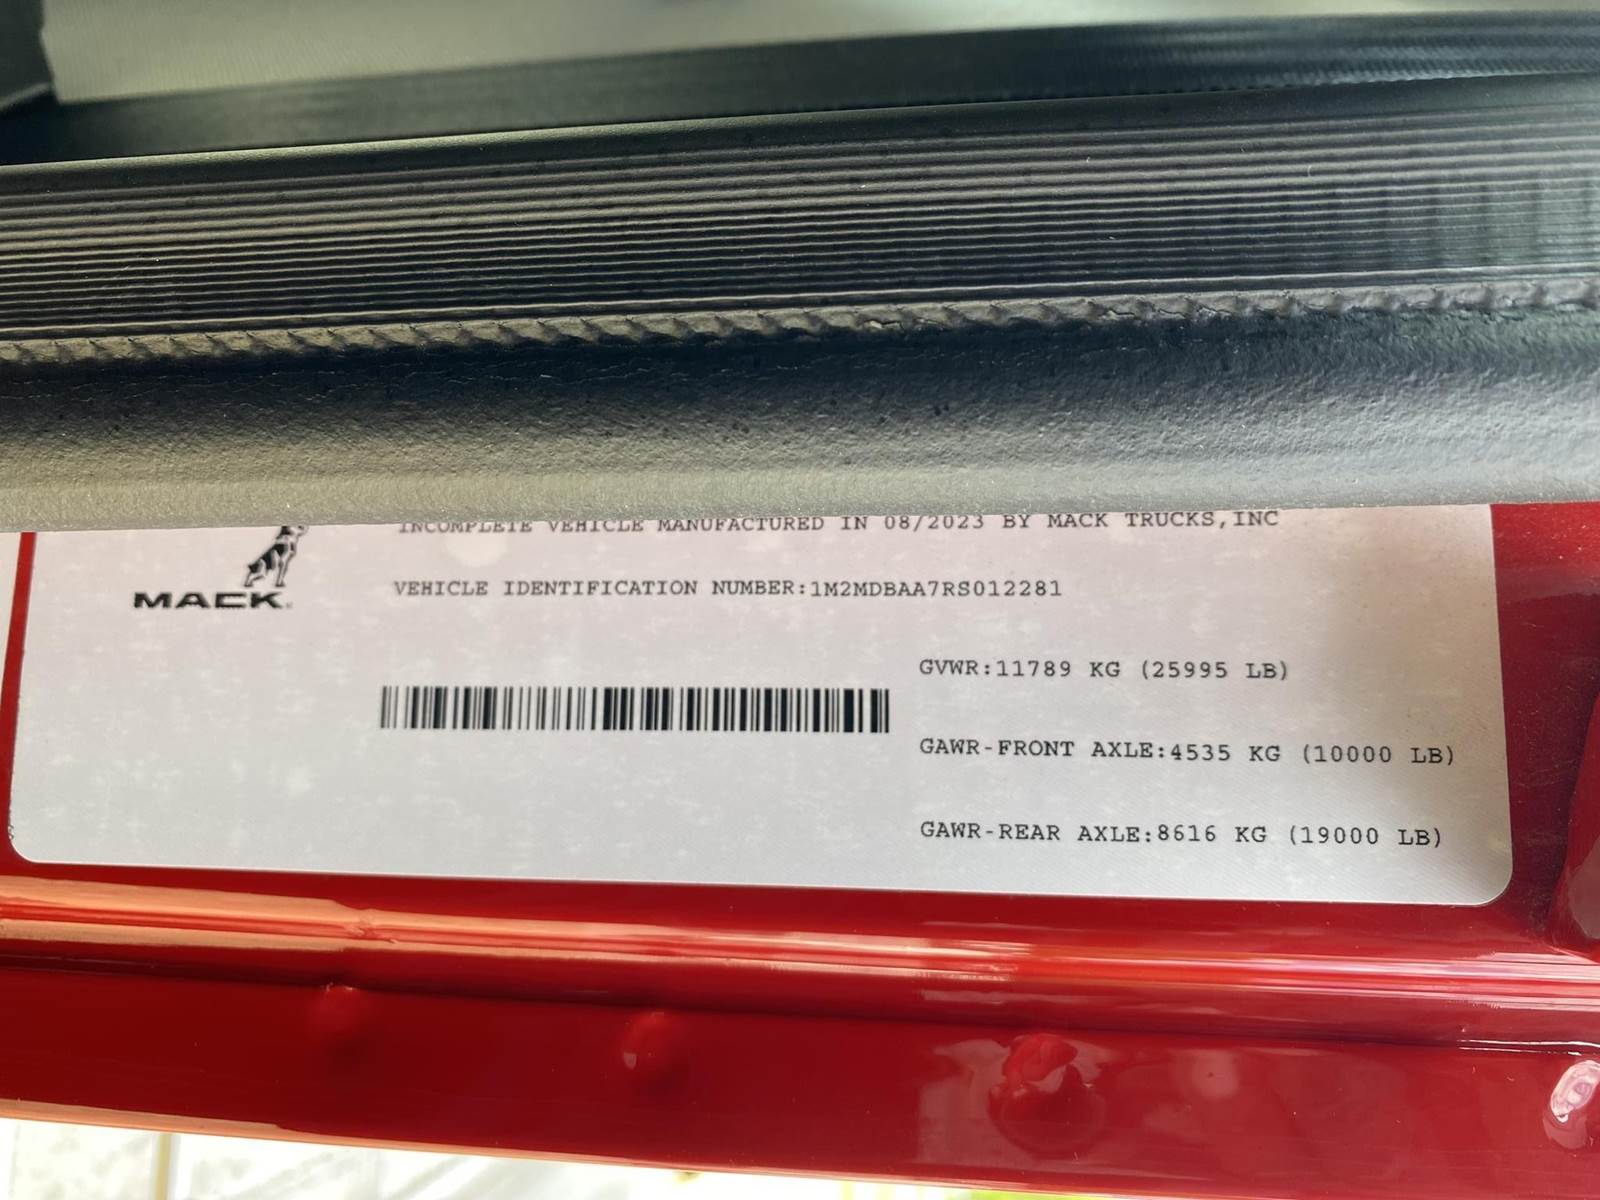 INCOMPLETE VEHICLE MANUFACTURED IN 08/2023 BY MACK TRUCKS,INC
MACK
VEHICLE IDENTIFICATION NUMBER:1M2MDBAA7RS012281
GVWR:11789 KG (25995 LB)
GAWR-FRONT AXLE:4535 KG (10000 LB)
GAWR-REAR AXLE:8616 KG (19000 LB)